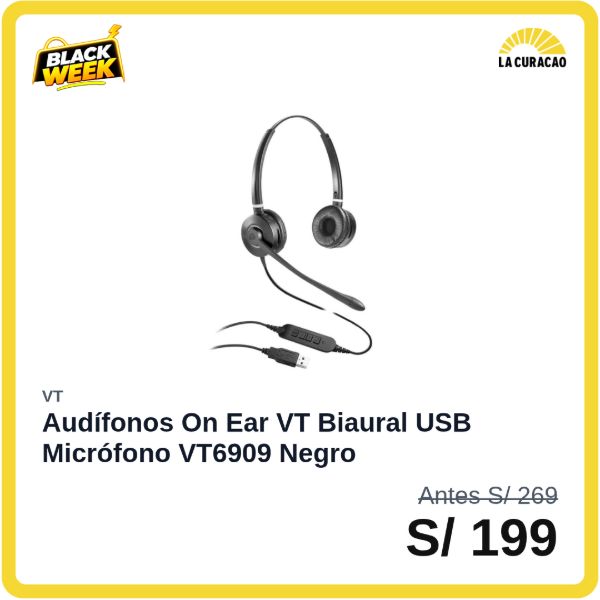 BLACK
WEEK
LA CURACAO
VT
Audífonos On Ear VT Biaural USB
Micrófono VT6909 Negro
Antes S/ 269
S/ 199